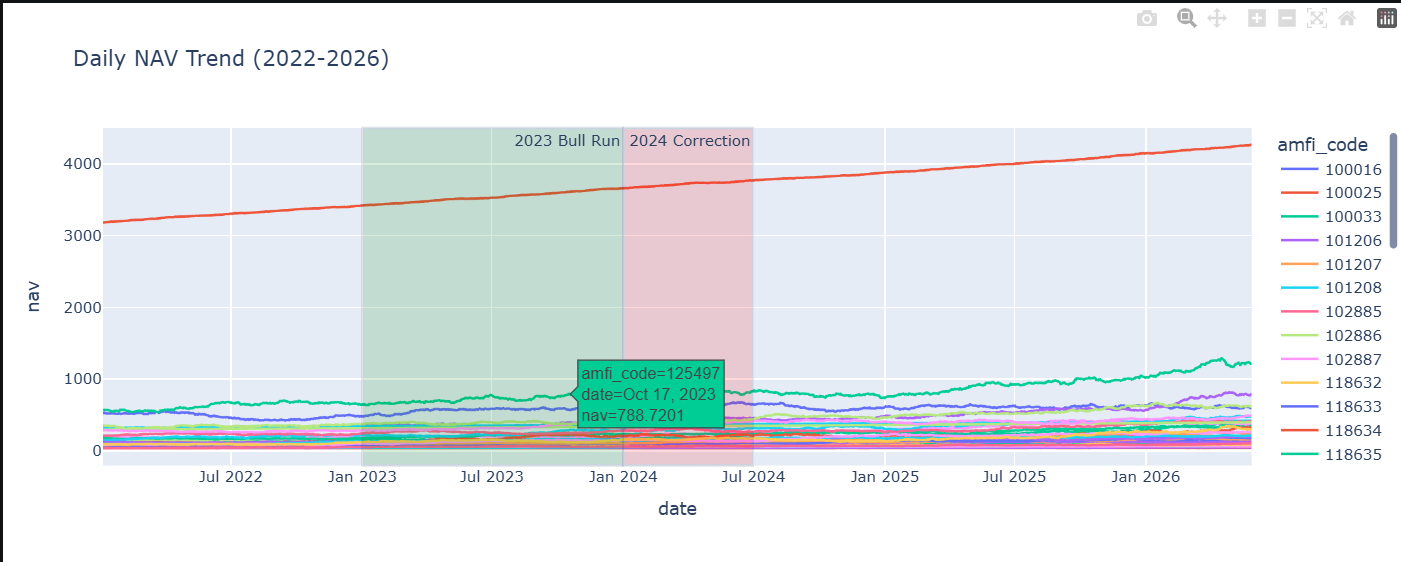 Daily NAV Trend (2022-2026)
2023 Bull Run
2024 Correction
nav
4000
3000
2000
1000
0
amfi_code=125497
date=Oct 17, 2023
nav=788.7201
Jul 2022
Jan 2023
Jul 2023
Jan 2024
Jul 2024
Jan 2025
Jul 2025
Jan 2026
date
amfi_code
100016
100025
100033
101206
101207
101208
102885
102886
102887
118632
118633
118634
118635